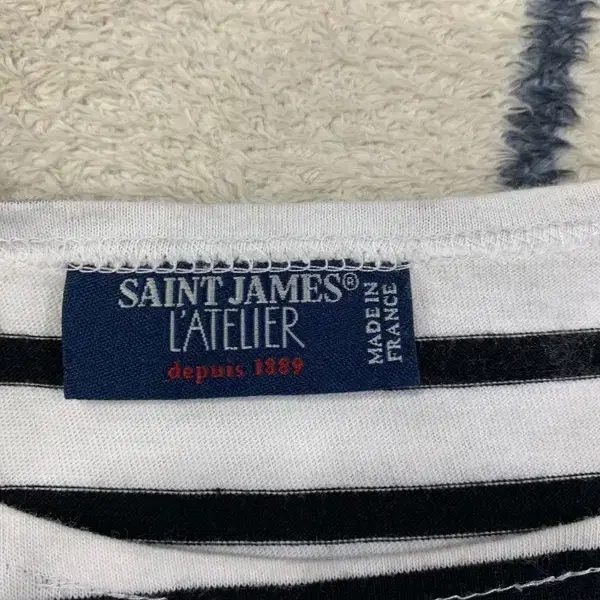 SAINT JAMES®
L'ATELIER
depuis 1889
MADE IN
FRANCE